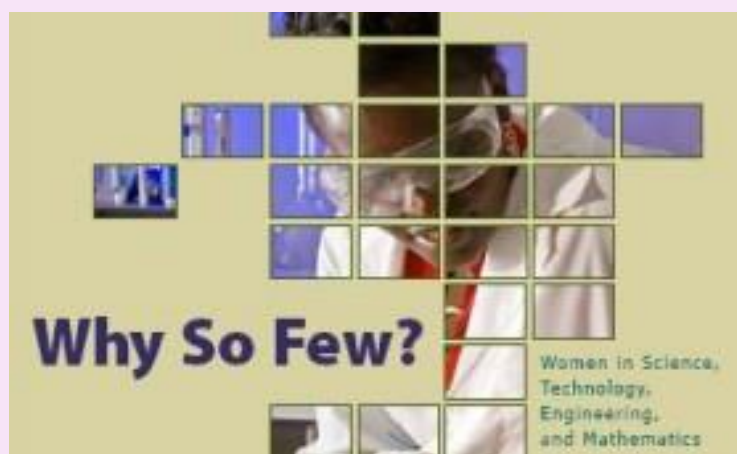 Why So Few?
Women in Science,
Technology,
Engineering,
and Mathematics